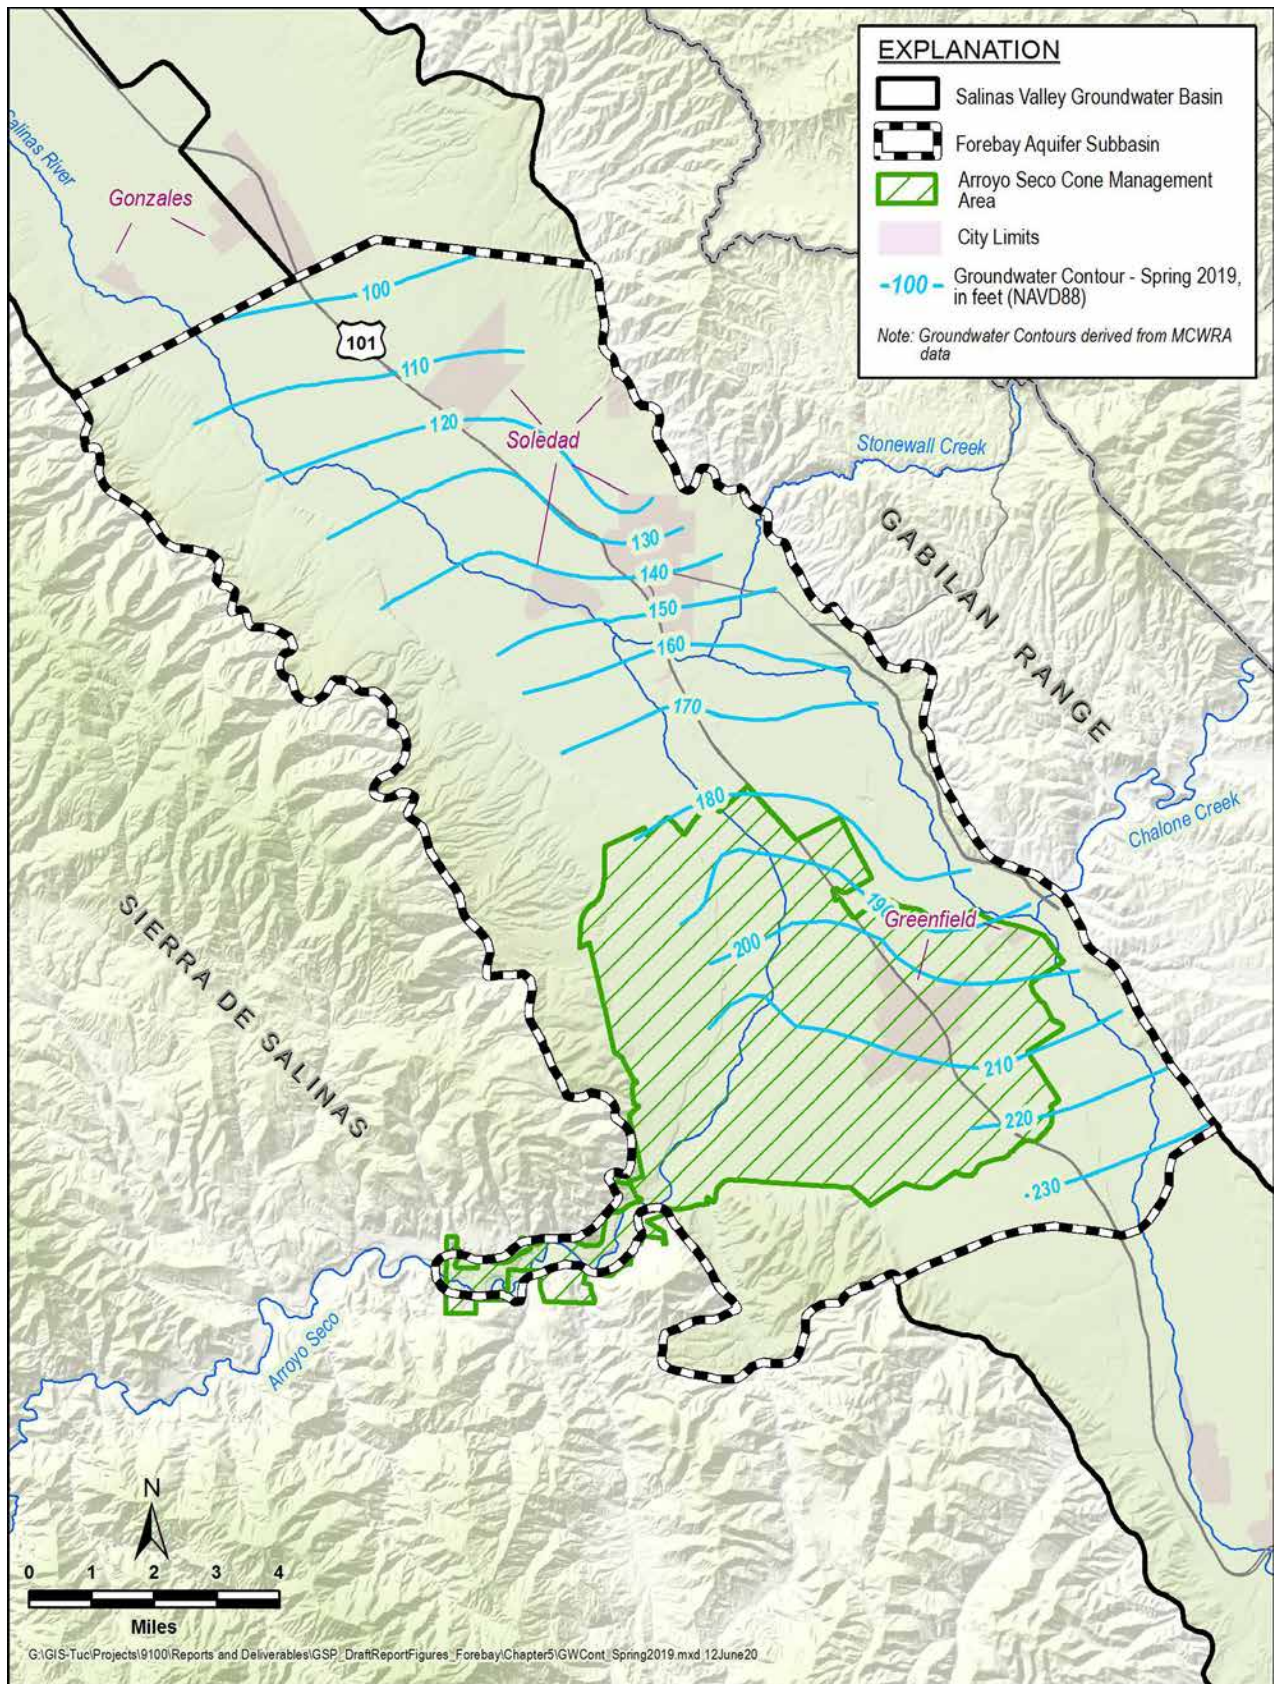 EXPLANATION
Salinas Valley Groundwater Basin
Forebay Aquifer Subbasin
Arroyo Seco Cone Management
Area
City Limits
-100-
Groundwater Contour - Spring 2019,
in feet (NAVD88)
Note: Groundwater Contours derived from MCWRA
data
Salinas River
Gonzales
100
101
110
120
Soledad
Stonewall Creek
130
140
150
160
170
GABILAN RANGE
180
Chalone Creek
190
Greenfield
200
SIERRA DE SALINAS
210
220
230
Arroyo Seco
N
0 1 2 3 4
Miles
G:\GIS-Tuc\Projects\9100\Reports and Deliverables\GSP_DraftReportFigures_Forebay\Chapter5\GWCont_Spring2019.mxd 12June20